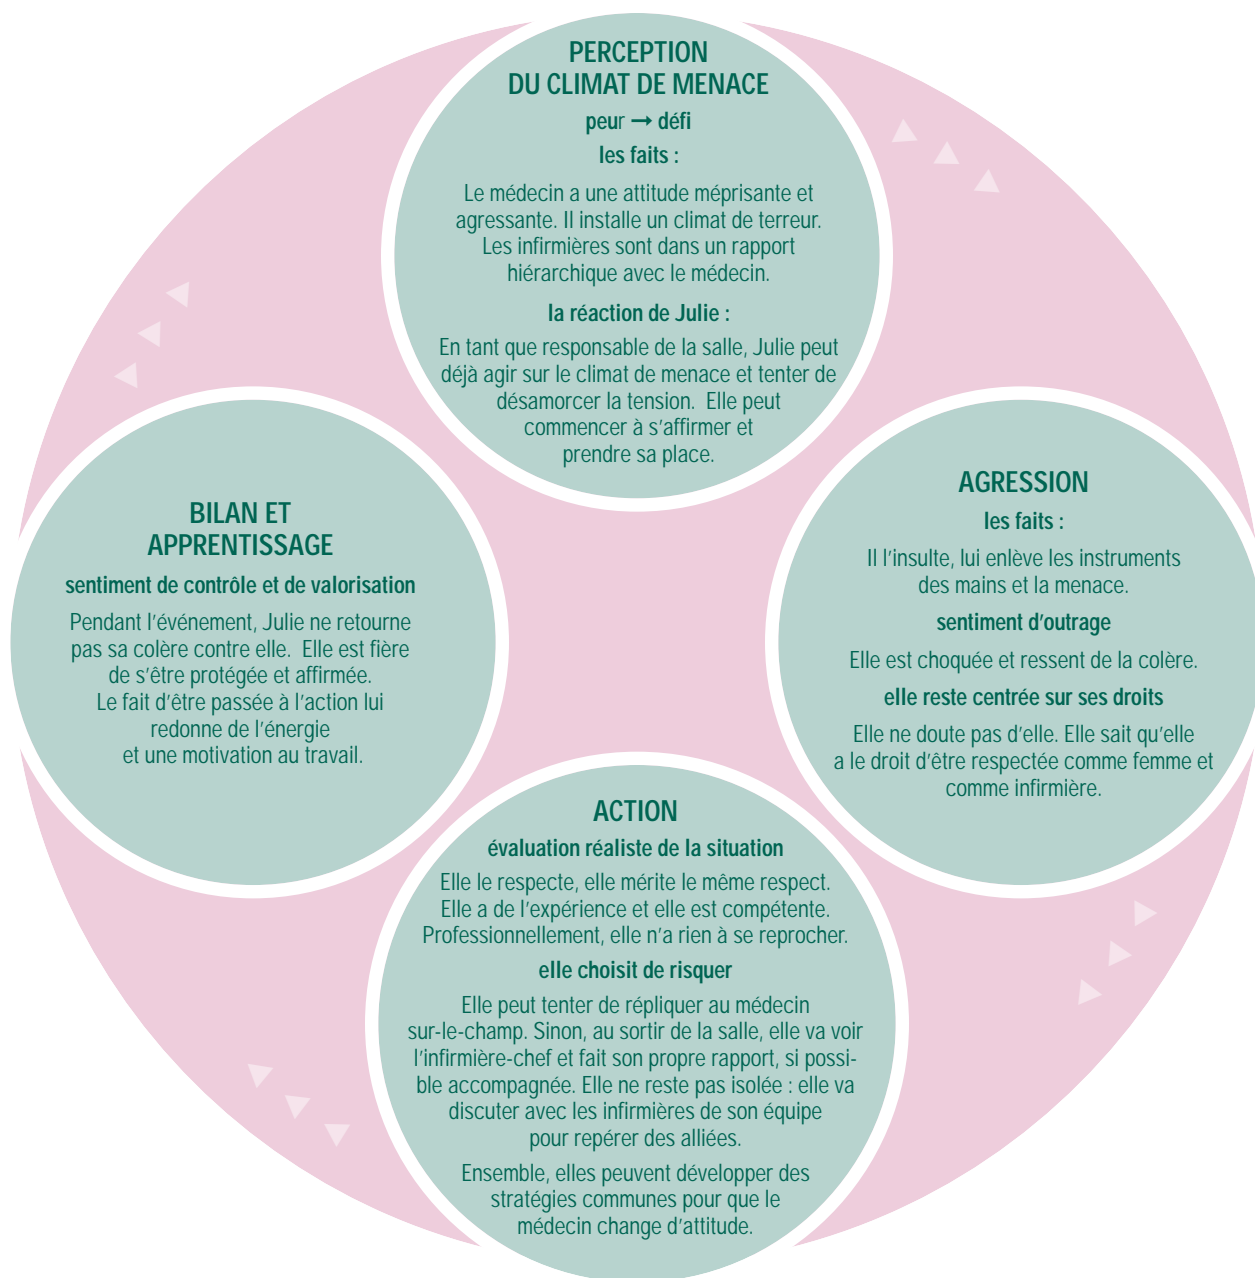 PERCEPTION
DU CLIMAT DE MENACE
peur → défi
les faits :
Le médecin a une attitude méprisante et
agressante. Il installe un climat de terreur.
Les infirmières sont dans un rapport
hiérarchique avec le médecin.
la réaction de Julie :
En tant que responsable de la salle, Julie peut
déjà agir sur le climat de menace et tenter de
désamorcer la tension. Elle peut
commencer à s'affirmer et
prendre sa place.
AGRESSION
les faits :
Il l'insulte, lui enlève les instruments
des mains et la menace.
sentiment d'outrage
Elle est choquée et ressent de la colère.
elle reste centrée sur ses droits
Elle ne doute pas d'elle. Elle sait qu'elle
a le droit d'être respectée comme femme et
comme infirmière.
ACTION
évaluation réaliste de la situation
Elle le respecte, elle mérite le même respect.
Elle a de l'expérience et elle est compétente.
Professionnellement, elle n'a rien à se reprocher.
elle choisit de risquer
Elle peut tenter de répliquer au médecin
sur-le-champ. Sinon, au sortir de la salle, elle va voir
l'infirmière-chef et fait son propre rapport, si possi-
ble accompagnée. Elle ne reste pas isolée : elle va
discuter avec les infirmières de son équipe
pour repérer des alliées.
Ensemble, elles peuvent développer des
stratégies communes pour que le
médecin change d'attitude.
BILAN ET
APPRENTISSAGE
sentiment de contrôle et de valorisation
Pendant l'événement, Julie ne retourne
pas sa colère contre elle. Elle est fière
de s'être protégée et affirmée.
Le fait d'être passée à l'action lui
redonne de l'énergie
et une motivation au travail.